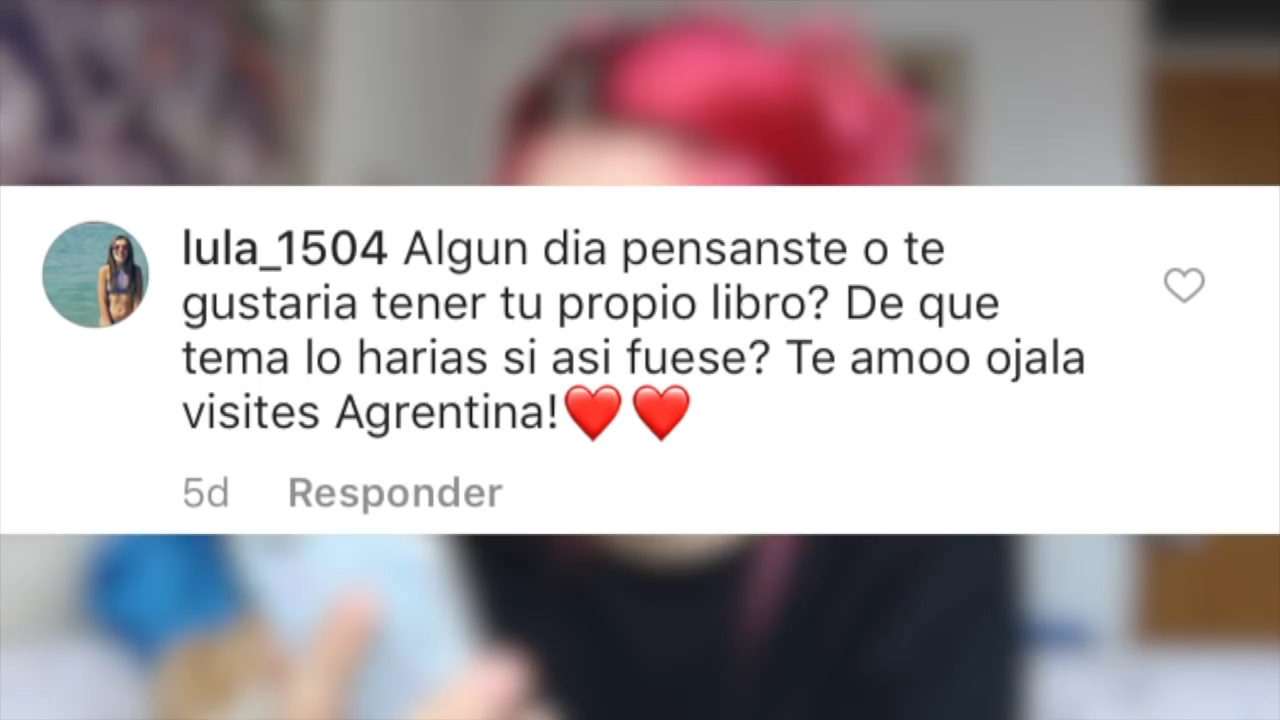 lula_1504 Algun dia pensanste o te
gustaria tener tu propio libro? De que
tema lo harias si asi fuese? Te amoo ojala
visites Agrentina!❤️❤️
5d Responder